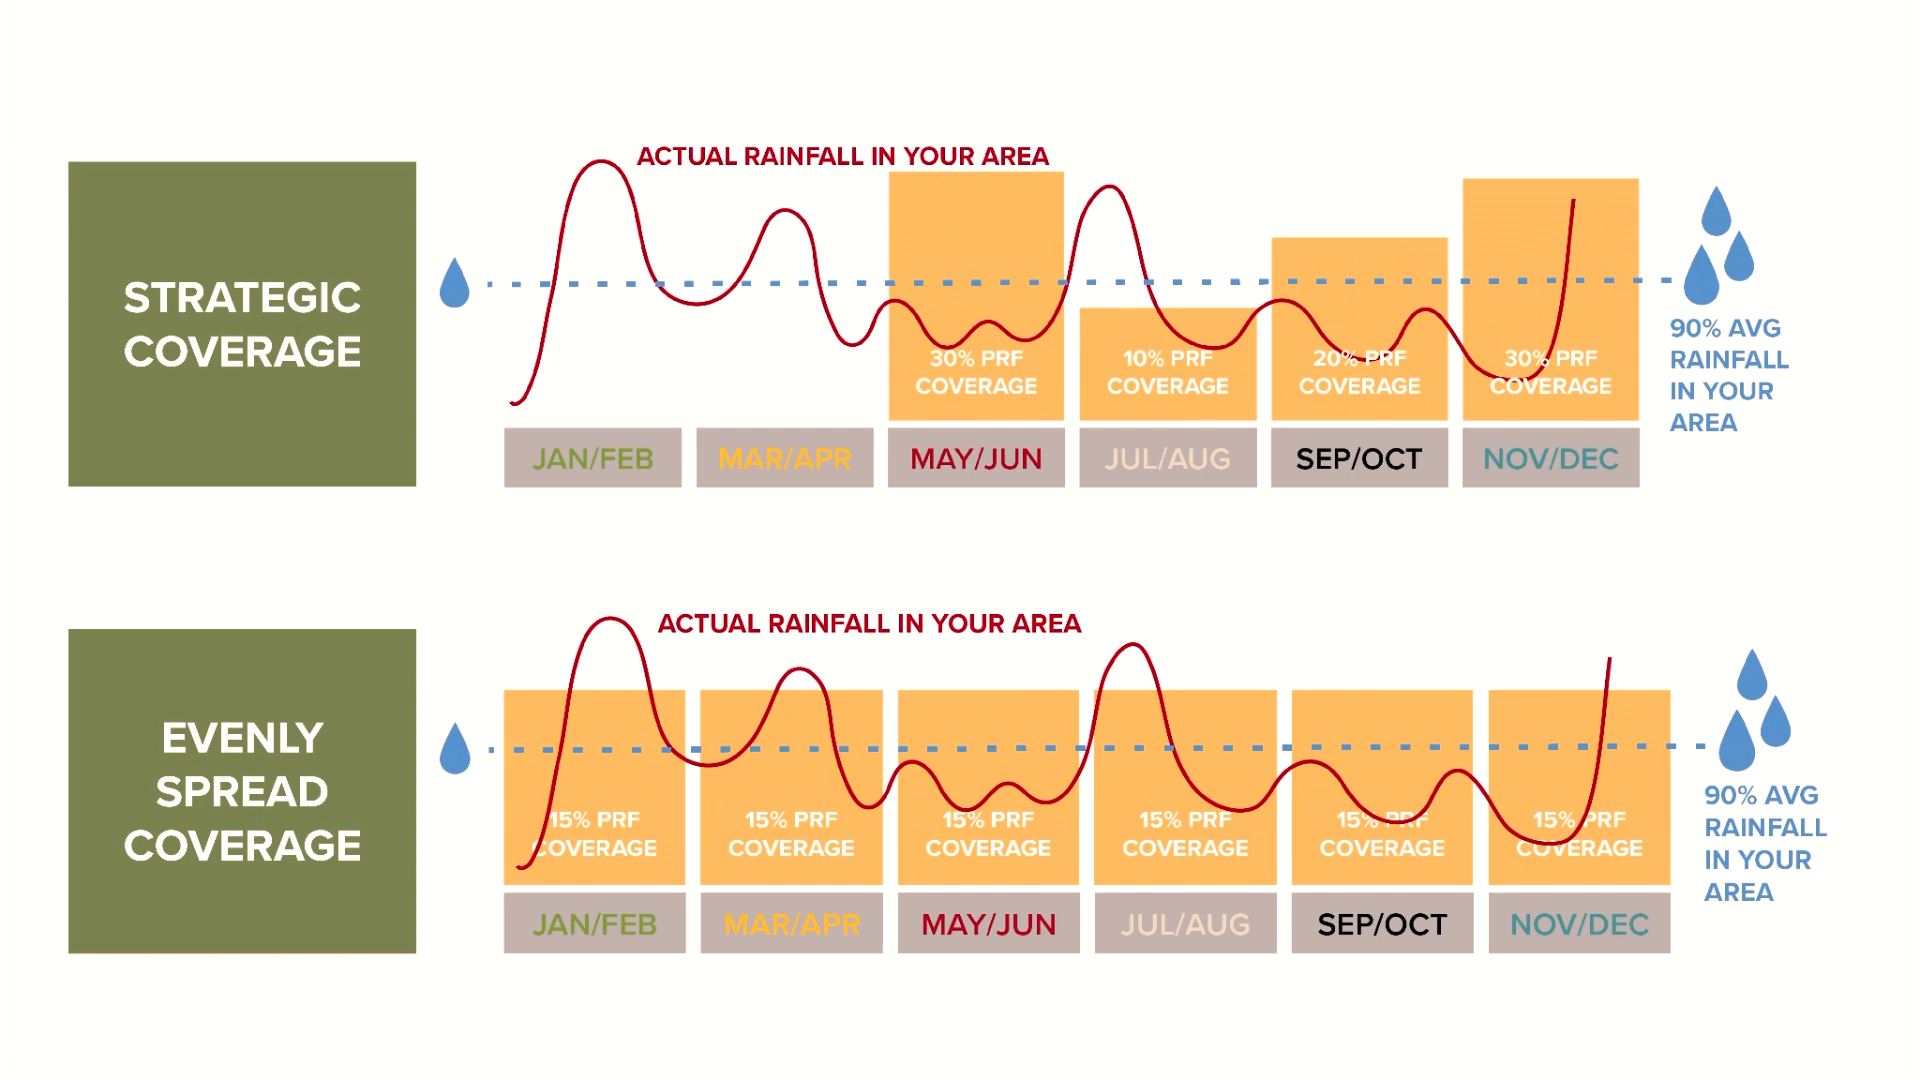 ACTUAL RAINFALL IN YOUR AREA
STRATEGIC
COVERAGE
30% PRF
COVERAGE
10% PRF
COVERAGE
20% PRF
COVERAGE
30% PRF
COVERAGE
90% AVG
RAINFALL
IN YOUR
AREA
JAN/FEB
MAR/APR
MAY/JUN
JUL/AUG
SEP/OCT
NOV/DEC
ACTUAL RAINFALL IN YOUR AREA
EVENLY
SPREAD
COVERAGE
15% PRF
COVERAGE
15% PRF
COVERAGE
15% PRF
COVERAGE
15% PRF
COVERAGE
15% PRF
COVERAGE
15% PRF
COVERAGE
90% AVG
RAINFALL
IN YOUR
AREA
JAN/FEB
MAR/APR
MAY/JUN
JUL/AUG
SEP/OCT
NOV/DEC